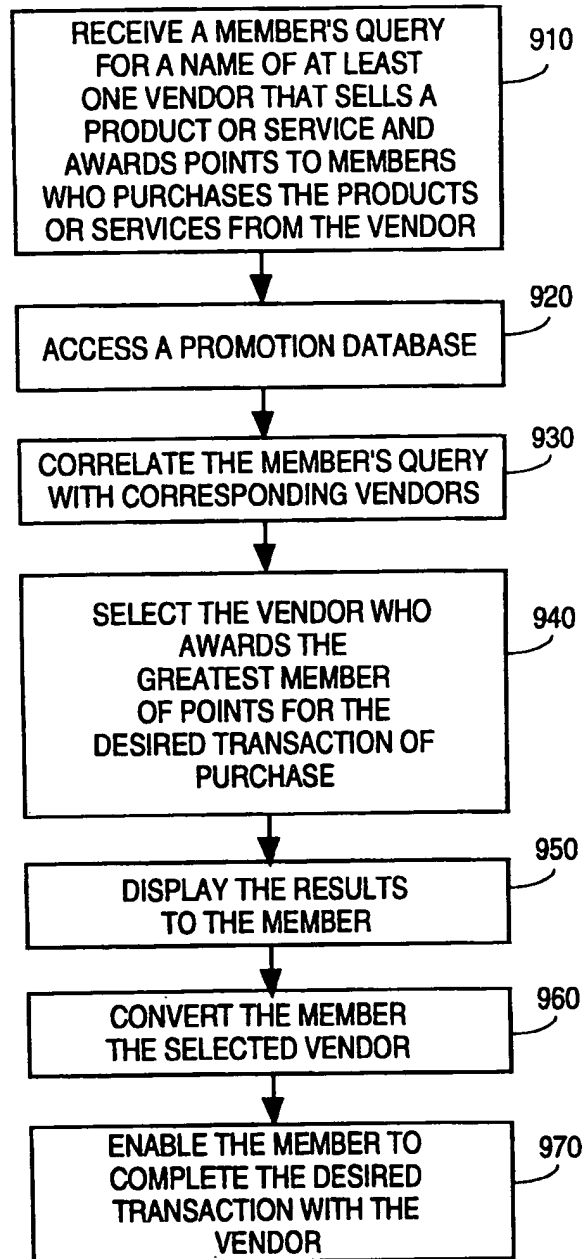 RECEIVE A MEMBER'S QUERY
FOR A NAME OF AT LEAST
ONE VENDOR THAT SELLS A
PRODUCT OR SERVICE AND
AWARDS POINTS TO MEMBERS
WHO PURCHASES THE PRODUCTS
OR SERVICES FROM THE VENDOR
910
ACCESS A PROMOTION DATABASE
920
CORRELATE THE MEMBER'S QUERY
WITH CORRESPONDING VENDORS
930
SELECT THE VENDOR WHO
AWARDS THE
GREATEST MEMBER
OF POINTS FOR THE
DESIRED TRANSACTION OF
PURCHASE
940
DISPLAY THE RESULTS
TO THE MEMBER
950
CONVERT THE MEMBER
THE SELECTED VENDOR
960
ENABLE THE MEMBER TO
COMPLETE THE DESIRED
TRANSACTION WITH THE
VENDOR
970